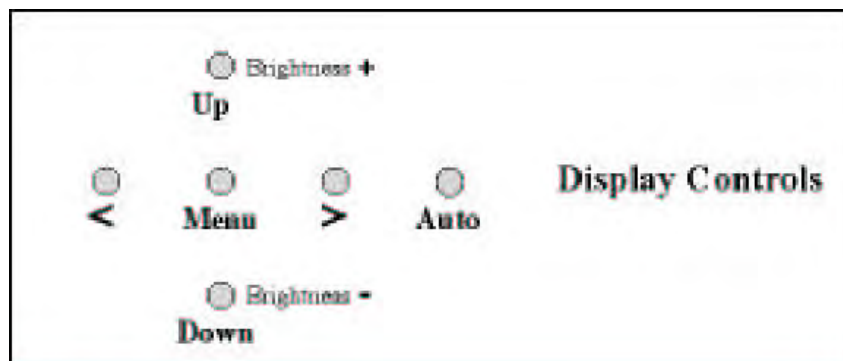 Brightness +
Up
< Menu > Auto
Display Controls
Brightness -
Down